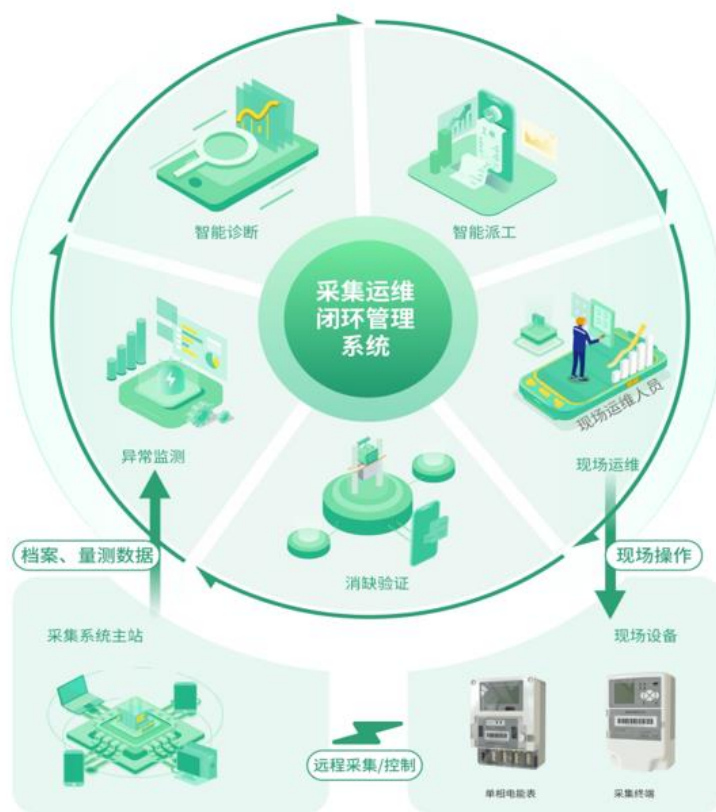 智能诊断
智能派工
采集运维
闭环管理
系统
现场运维人员
异常监测
现场运维
消缺验证
档案、量测数据
现场操作
采集系统主站
现场设备
远程采集/控制
单相电能表
采集终端